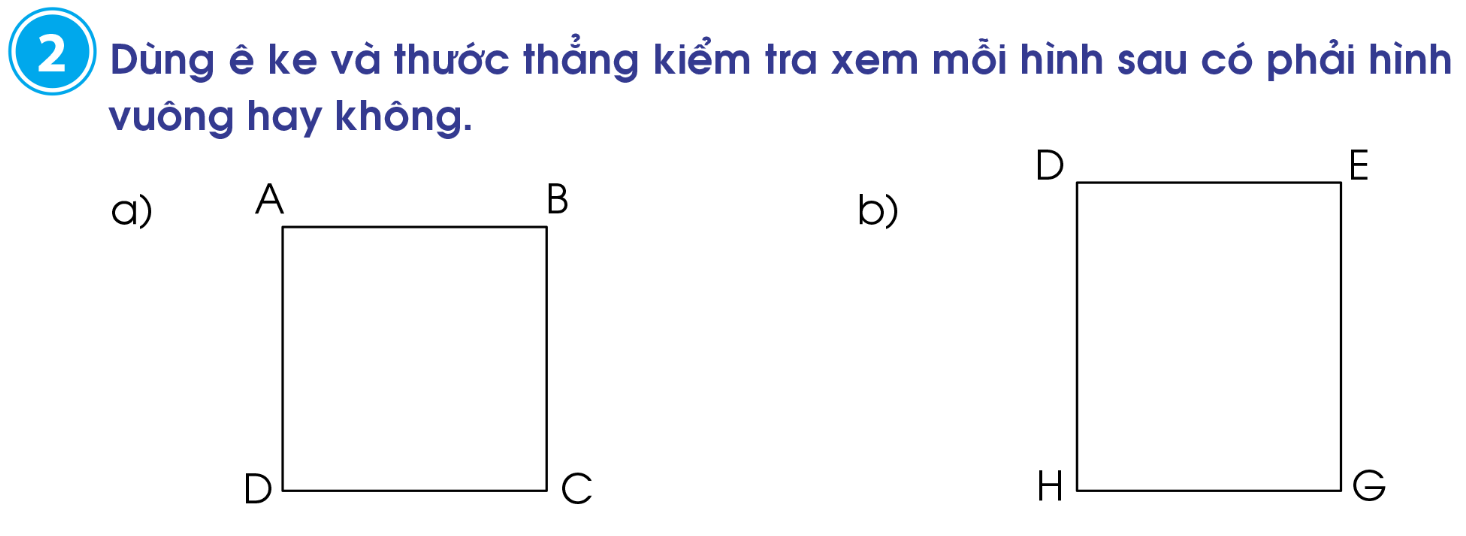 2 Dùng ê ke và thước thẳng kiểm tra xem mỗi hình sau có phải hình
vuông hay không.
a) A B
D C
b) D E
H G